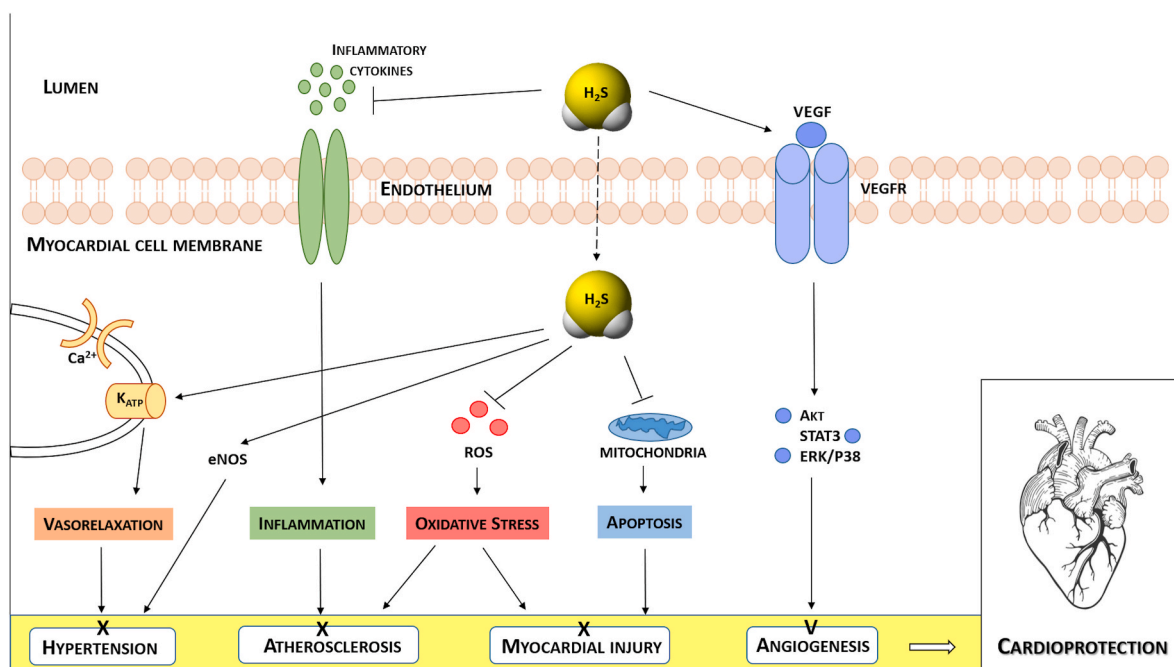 INFLAMMATORY
CYTOKINES
LUMEN
H₂S
VEGF
ENDOTHELIUM
VEGFR
MYOCARDIAL CELL MEMBRANE
H₂S
Ca²⁺
K_ATP
AKT
STAT3
ERK/P38
eNOS
ROS
MITOCHONDRIA
VASORELAXATION
INFLAMMATION
OXIDATIVE STRESS
APOPTOSIS
X
X
X
V
HYPERTENSION
ATHEROSCLEROSIS
MYOCARDIAL INJURY
ANGIOGENESIS
CARDIOPROTECTION